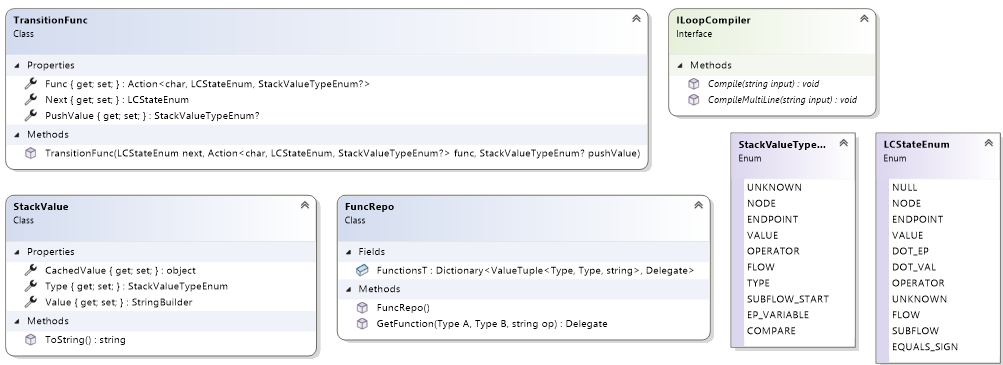 TransitionFunc
Class
Properties
Func { get; set; } : Action<char, LCStateEnum, StackValueTypeEnum?>
Next { get; set; } : LCStateEnum
PushValue { get; set; } : StackValueTypeEnum?
Methods
TransitionFunc(LCStateEnum next, Action<char, LCStateEnum, StackValueTypeEnum?> func, StackValueTypeEnum? pushValue)
ILoopCompiler
Interface
Methods
Compile(string input) : void
CompileMultiLine(string input) : void
StackValue
Class
Properties
CachedValue { get; set; } : object
Type { get; set; } : StackValueTypeEnum
Value { get; set; } : StringBuilder
Methods
ToString() : string
FuncRepo
Class
Fields
FunctionsT : Dictionary<ValueTuple<Type, Type, string>, Delegate>
Methods
FuncRepo()
GetFunction(Type A, Type B, string op) : Delegate
StackValueType...
Enum
UNKNOWN
NODE
ENDPOINT
VALUE
OPERATOR
FLOW
TYPE
SUBFLOW_START
EP_VARIABLE
COMPARE
LCStateEnum
Enum
NULL
NODE
ENDPOINT
VALUE
DOT_EP
DOT_VAL
OPERATOR
UNKNOWN
FLOW
SUBFLOW
EQUALS_SIGN